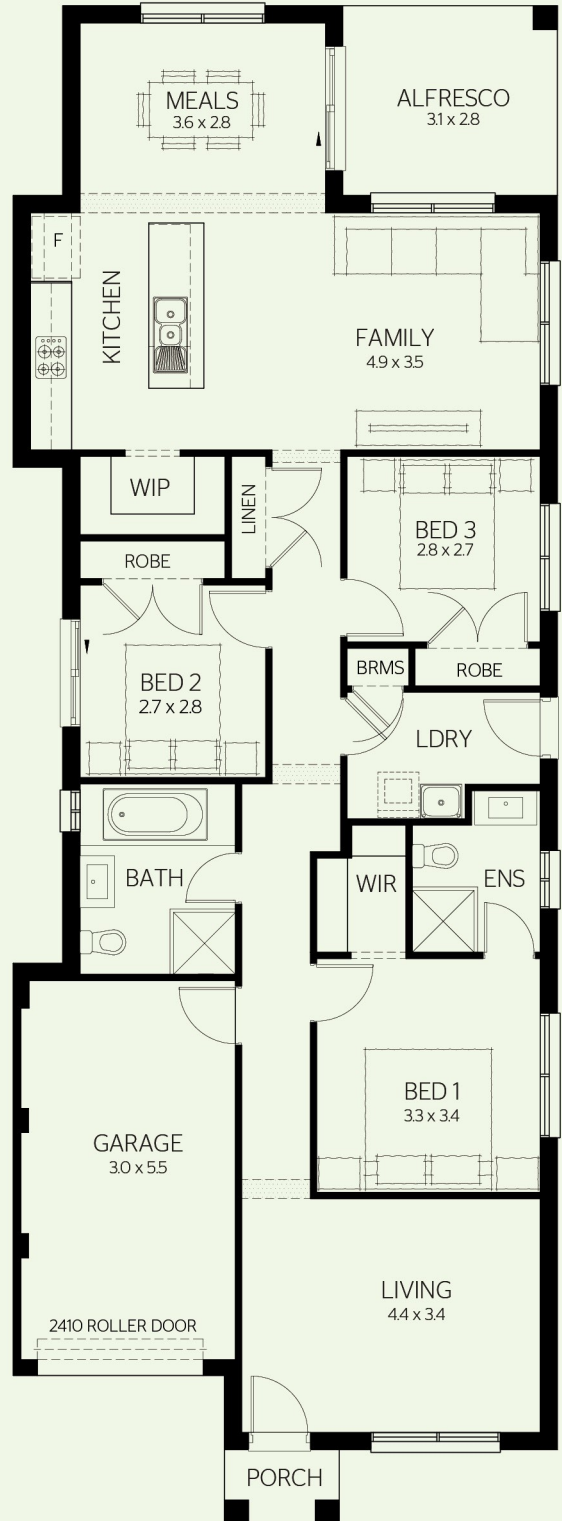 MEALS
3.6 x 2.8
ALFRESCO
3.1 x 2.8
F
KITCHEN
FAMILY
4.9 x 3.5
WIP
LINEN
BED 3
2.8 x 2.7
ROBE
BED 2
2.7 x 2.8
BRMS
ROBE
LDRY
BATH
WIR
ENS
BED 1
3.3 x 3.4
GARAGE
3.0 x 5.5
LIVING
4.4 x 3.4
2410 ROLLER DOOR
PORCH